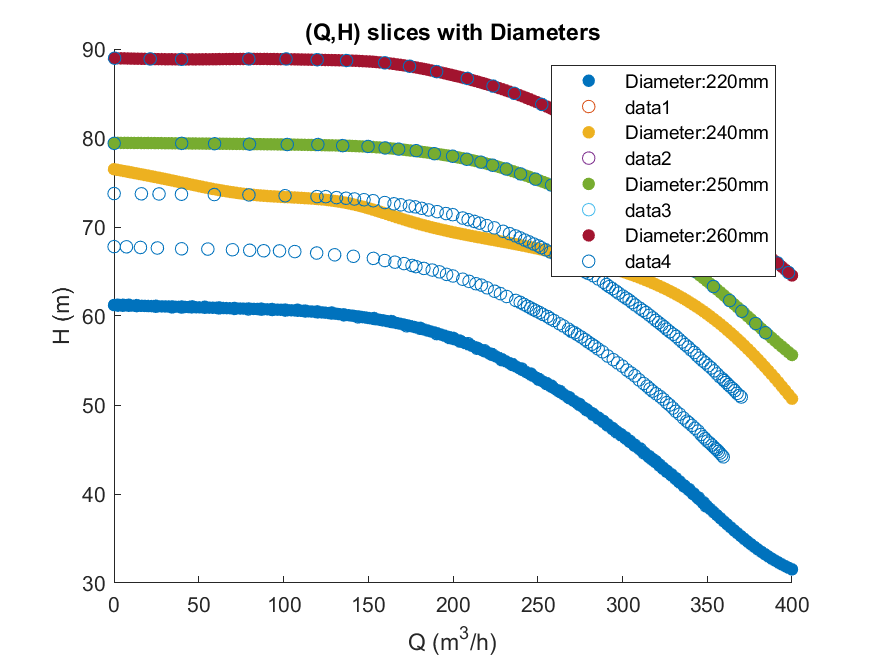 (Q,H) slices with Diameters
90
80
70
60
50
40
30
H (m)
Diameter:220mm
data1
Diameter:240mm
data2
Diameter:250mm
data3
Diameter:260mm
data4
0 50 100 150 200 250 300 350 400
Q (m³/h)